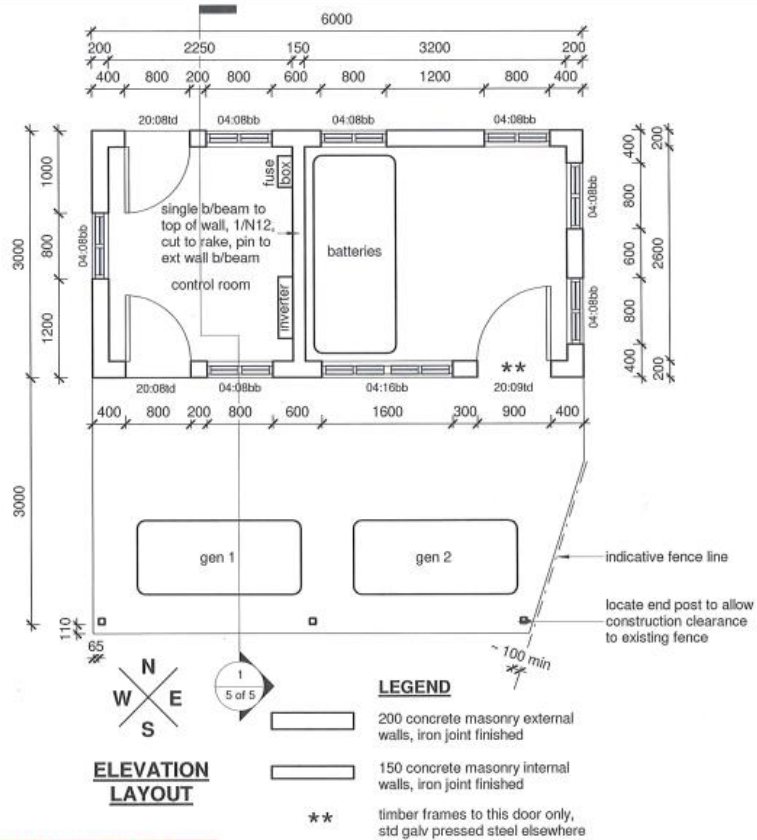 6000
200 2250 150 3200 200
400 800 200 800 600 800 1200 800 400
20:08td 04:08bb 04:08bb 04:08bb
3000
1000
800
1200
04:08bb
fuse
box
single b/beam to
top of wall, 1/N12,
cut to rake, pin to
ext wall b/beam
control room
inverter
batteries
400
800
600
800
400
200
2600
200
04:08bb
04:08bb
**
20:08td 04:08bb 04:16bb 20:09td
400 800 200 800 600 1600 300 900 400
3000
gen 1
gen 2
indicative fence line
locate end post to allow
construction clearance
to existing fence
110
65
~ 100 min
N
W E
S
1
5 of 5
ELEVATION
LAYOUT
LEGEND
200 concrete masonry external
walls, iron joint finished
150 concrete masonry internal
walls, iron joint finished
** timber frames to this door only,
std galv pressed steel elsewhere